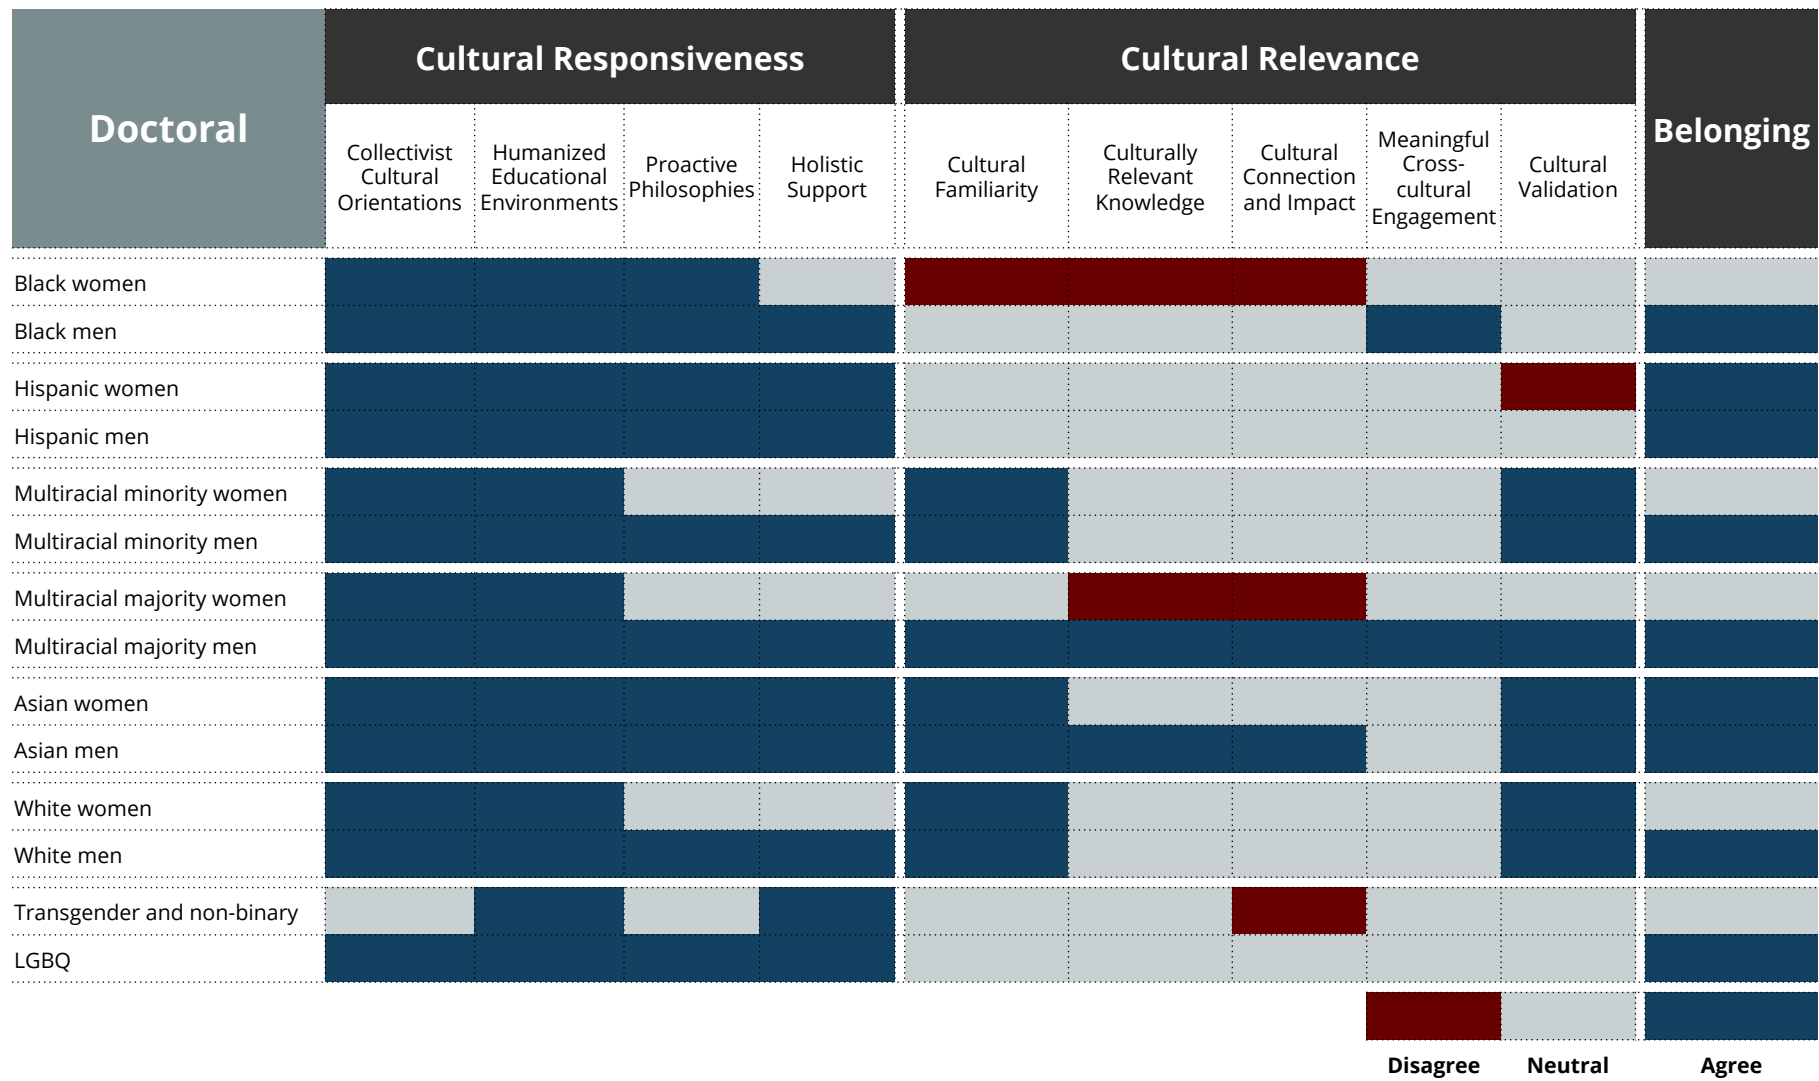 Doctoral
Cultural Responsiveness
Cultural Relevance
Belonging
Collectivist
Cultural
Orientations
Humanized
Educational
Environments
Proactive
Philosophies
Holistic
Support
Cultural
Familiarity
Culturally
Relevant
Knowledge
Cultural
Connection
and Impact
Meaningful
Cross-
cultural
Engagement
Cultural
Validation
Black women
Black men
Hispanic women
Hispanic men
Multiracial minority women
Multiracial minority men
Multiracial majority women
Multiracial majority men
Asian women
Asian men
White women
White men
Transgender and non-binary
LGBQ
Disagree
Neutral
Agree